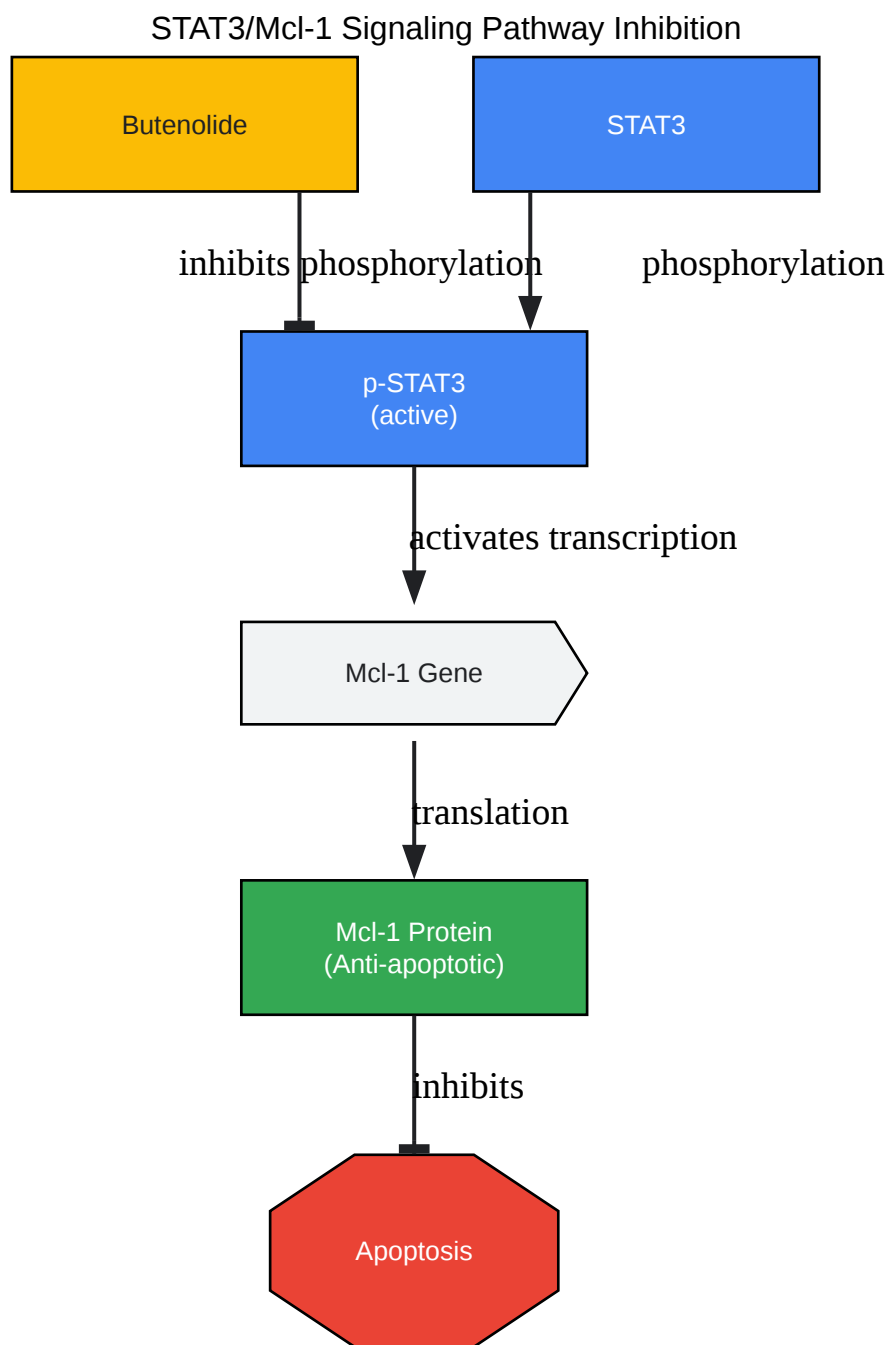 STAT3/Mcl-1 Signaling Pathway Inhibition
Butenolide
STAT3
inhibits phosphorylation
phosphorylation
p-STAT3
(active)
activates transcription
Mcl-1 Gene
translation
Mcl-1 Protein
(Anti-apoptotic)
inhibits
Apoptosis